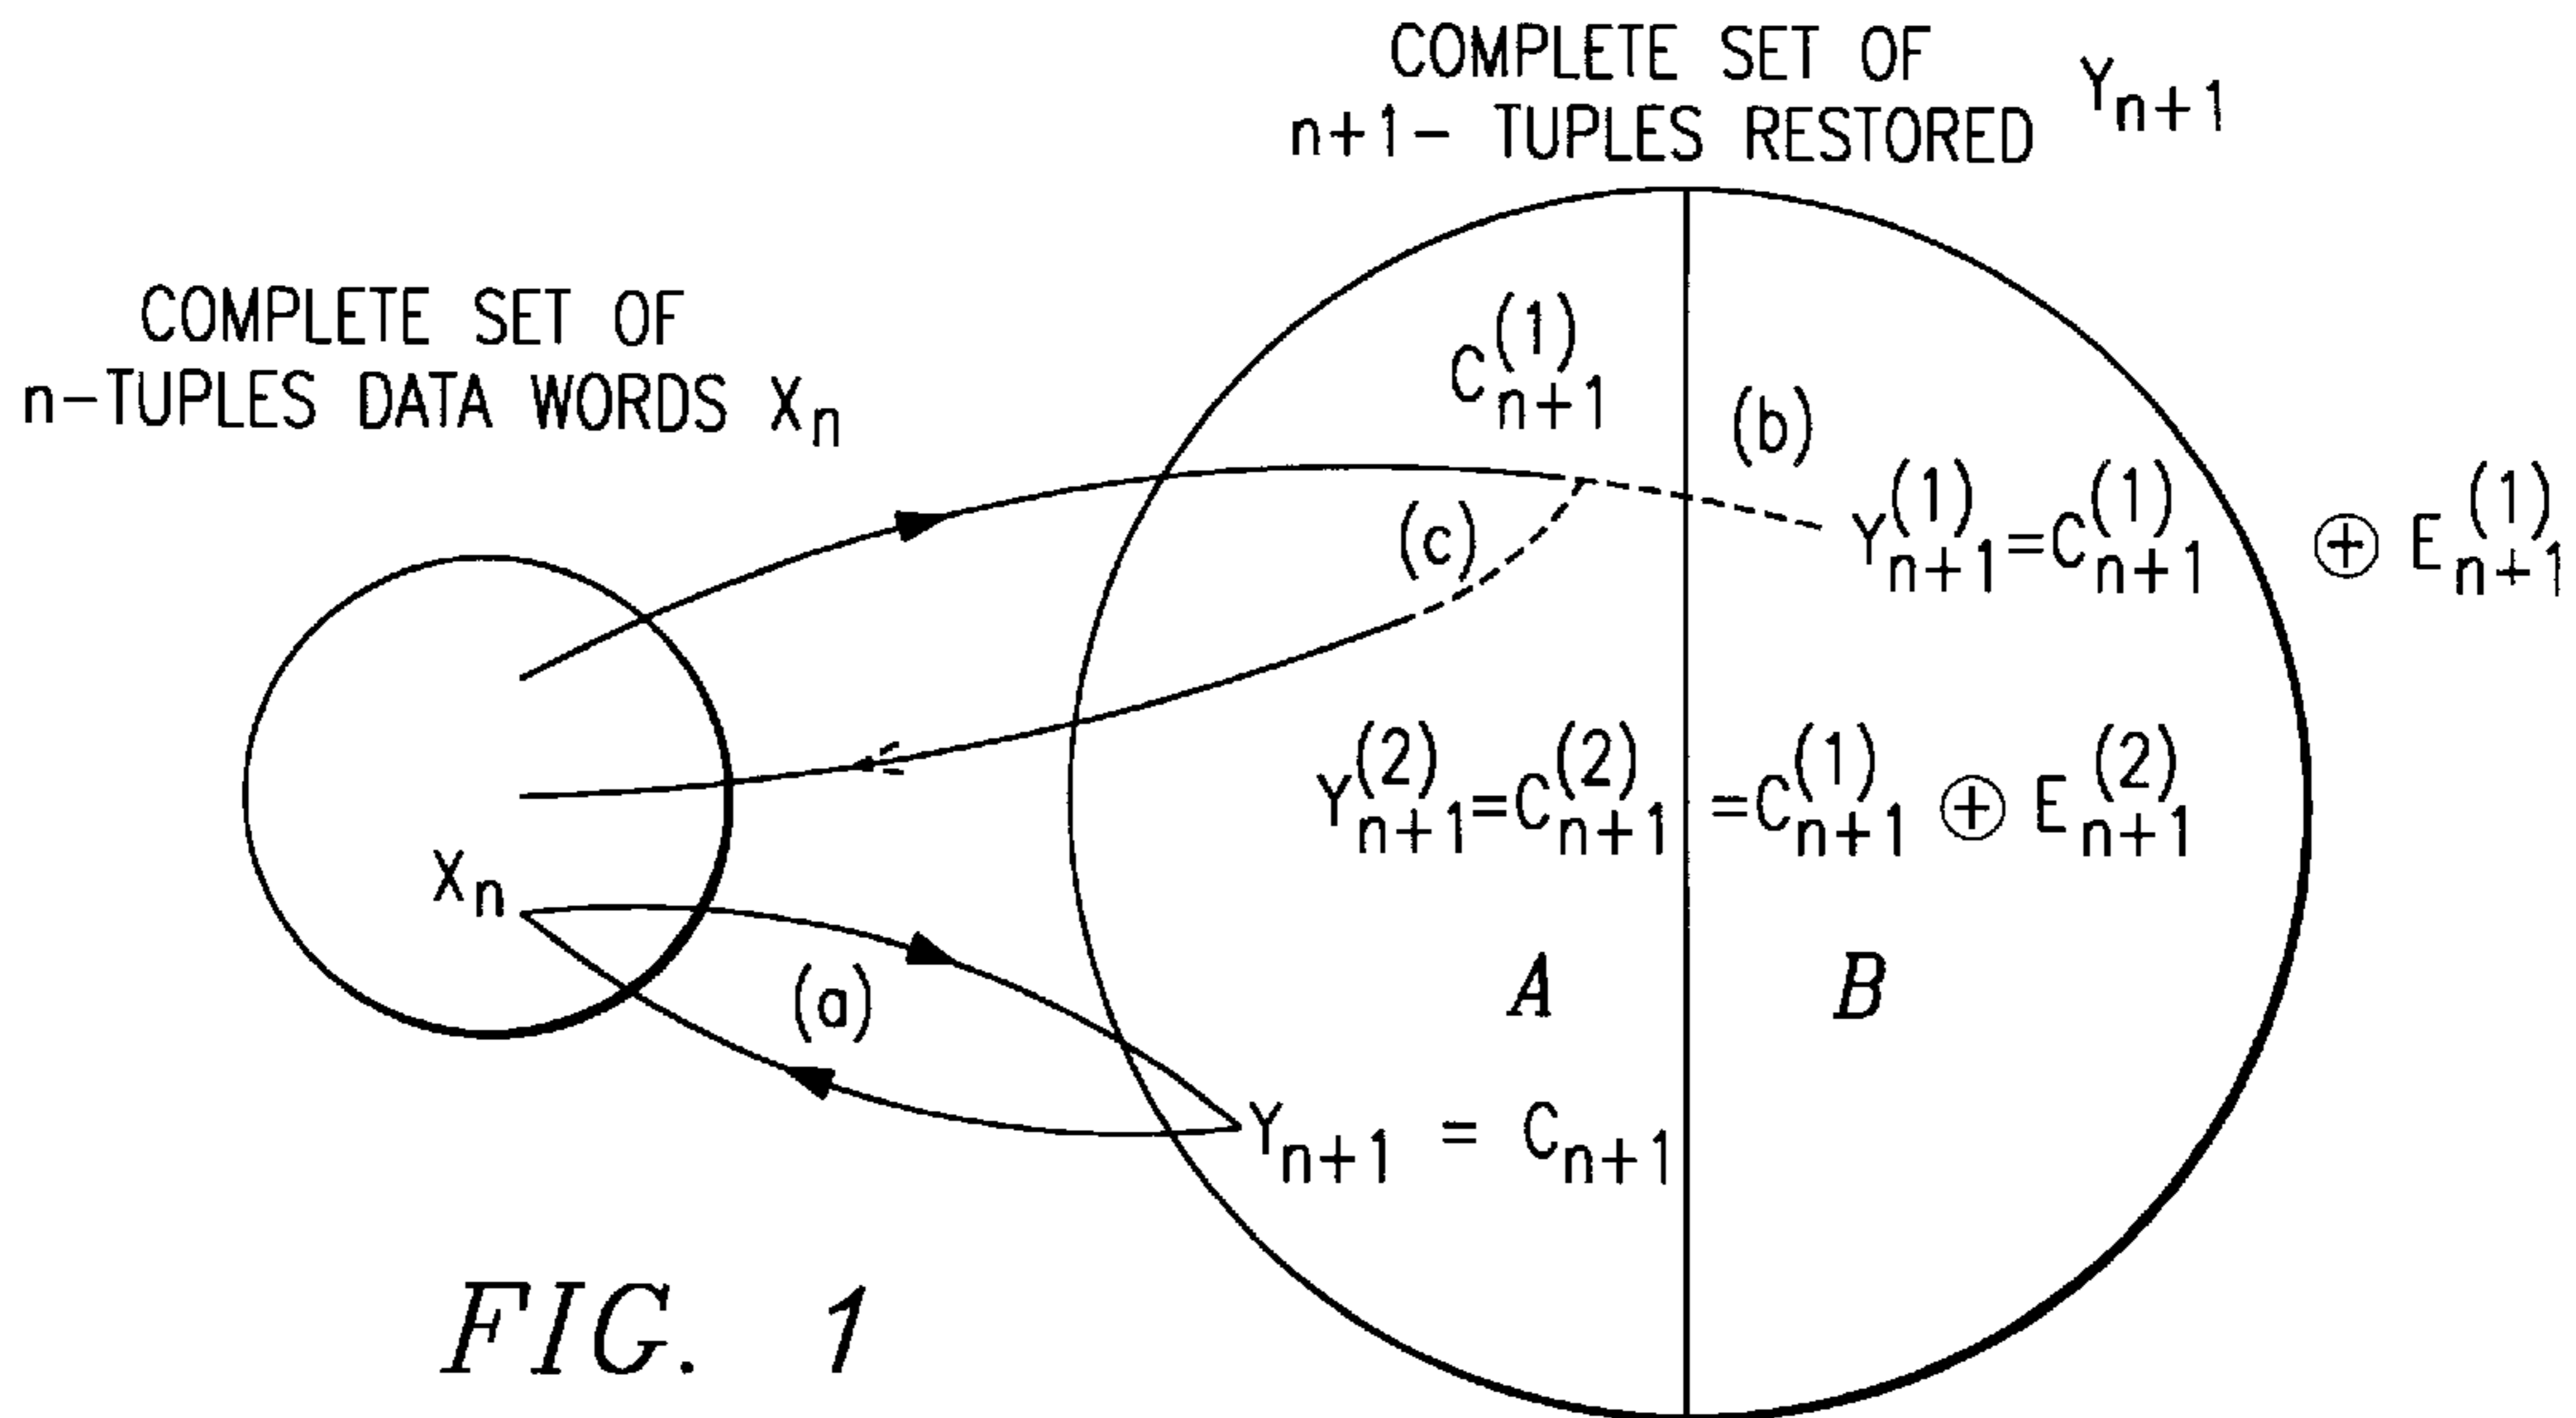 COMPLETE SET OF
n+1- TUPLES RESTORED Yₙ₊₁
COMPLETE SET OF
n-TUPLES DATA WORDS Xₙ
C⁽¹⁾ₙ₊₁
(b)
(c)
Y⁽¹⁾ₙ₊₁=C⁽¹⁾ₙ₊₁ ⊕ E⁽¹⁾ₙ₊₁
Y⁽²⁾ₙ₊₁=C⁽²⁾ₙ₊₁ =C⁽¹⁾ₙ₊₁ ⊕ E⁽²⁾ₙ₊₁
Xₙ
(a)
A
B
Yₙ₊₁ = Cₙ₊₁
FIG. 1